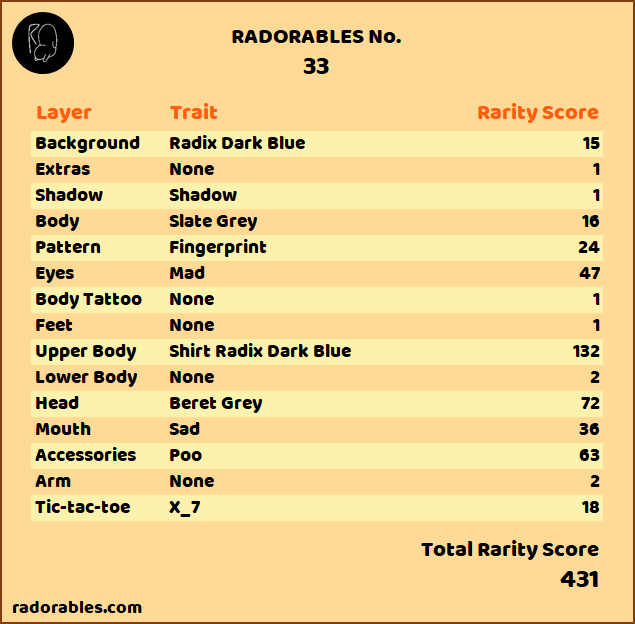 RADORABLES No.
33
Layer Trait Rarity Score
Background Radix Dark Blue 15
Extras None 1
Shadow Shadow 1
Body Slate Grey 16
Pattern Fingerprint 24
Eyes Mad 47
Body Tattoo None 1
Feet None 1
Upper Body Shirt Radix Dark Blue 132
Lower Body None 2
Head Beret Grey 72
Mouth Sad 36
Accessories Poo 63
Arm None 2
Tic-tac-toe X_7 18
Total Rarity Score
431
radorables.com